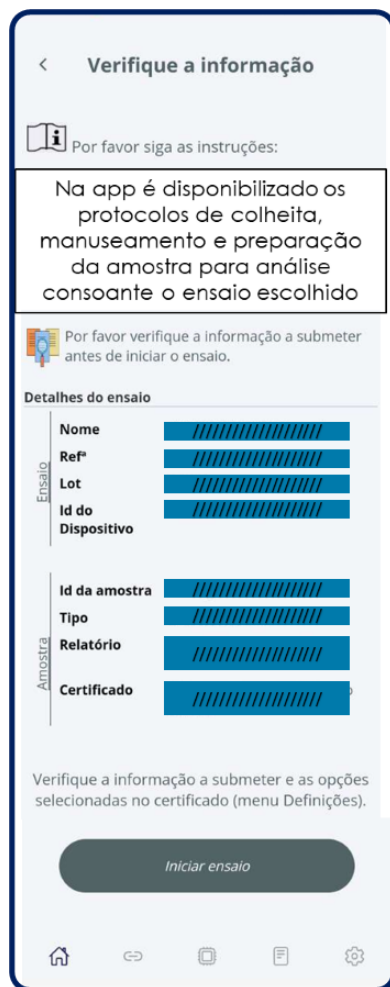 Verifique a informação
Por favor siga as instruções:
Na app é disponibilizado os
protocolos de colheita,
manuseamento e preparação
da amostra para análise
consoante o ensaio escolhido
Por favor verifique a informação a submeter
antes de iniciar o ensaio.
Detalhes do ensaio
Ensaio
Nome ////////////////////
Refª ////////////////////
Lot ////////////////////
Id do ////////////////////
Dispositivo
Amostra
Id da amostra ////////////////////
Tipo ////////////////////
Relatório ////////////////////
Certificado ////////////////////
Verifique a informação a submeter e as opções
selecionadas no certificado (menu Definições).
Iniciar ensaio